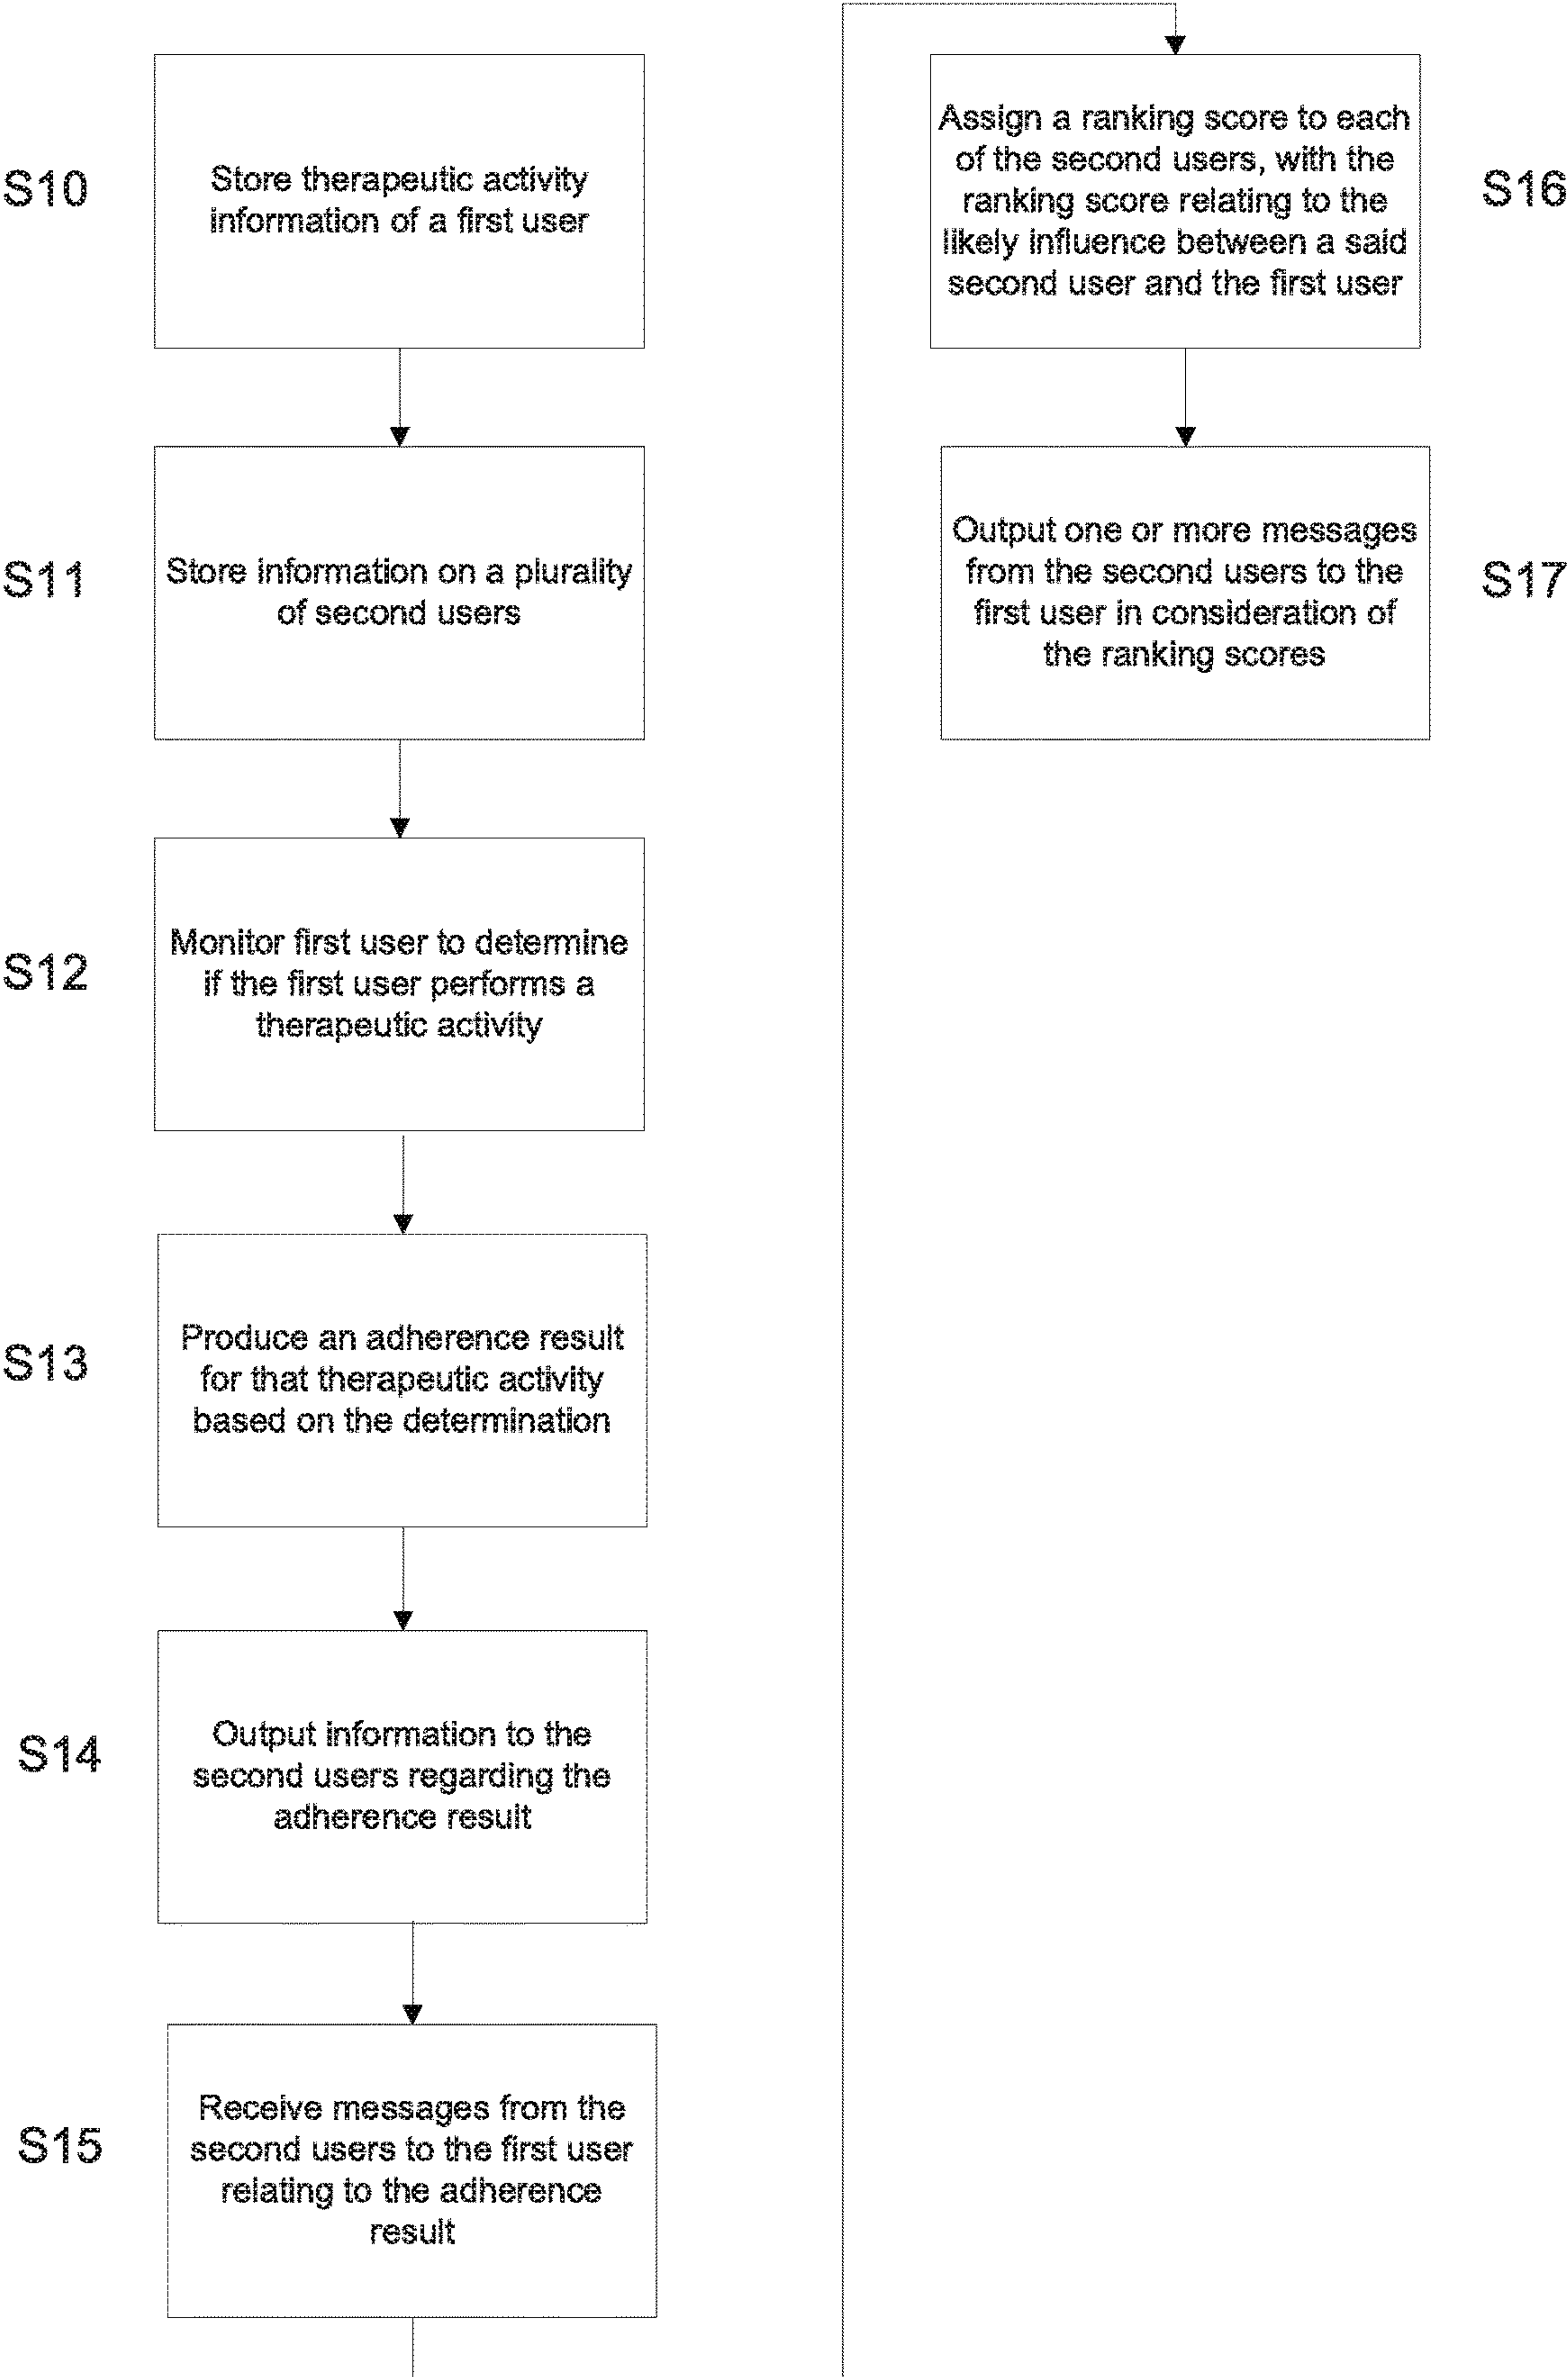 S10
Store therapeutic activity
information of a first user
S11
Store information on a plurality
of second users
S12
Monitor first user to determine
if the first user performs a
therapeutic activity
S13
Produce an adherence result
for that therapeutic activity
based on the determination
S14
Output information to the
second users regarding the
adherence result
S15
Receive messages from the
second users to the first user
relating to the adherence
result
Assign a ranking score to each
of the second users, with the
ranking score relating to the
likely influence between a said
second user and the first user
S16
Output one or more messages
from the second users to the
first user in consideration of
the ranking scores
S17